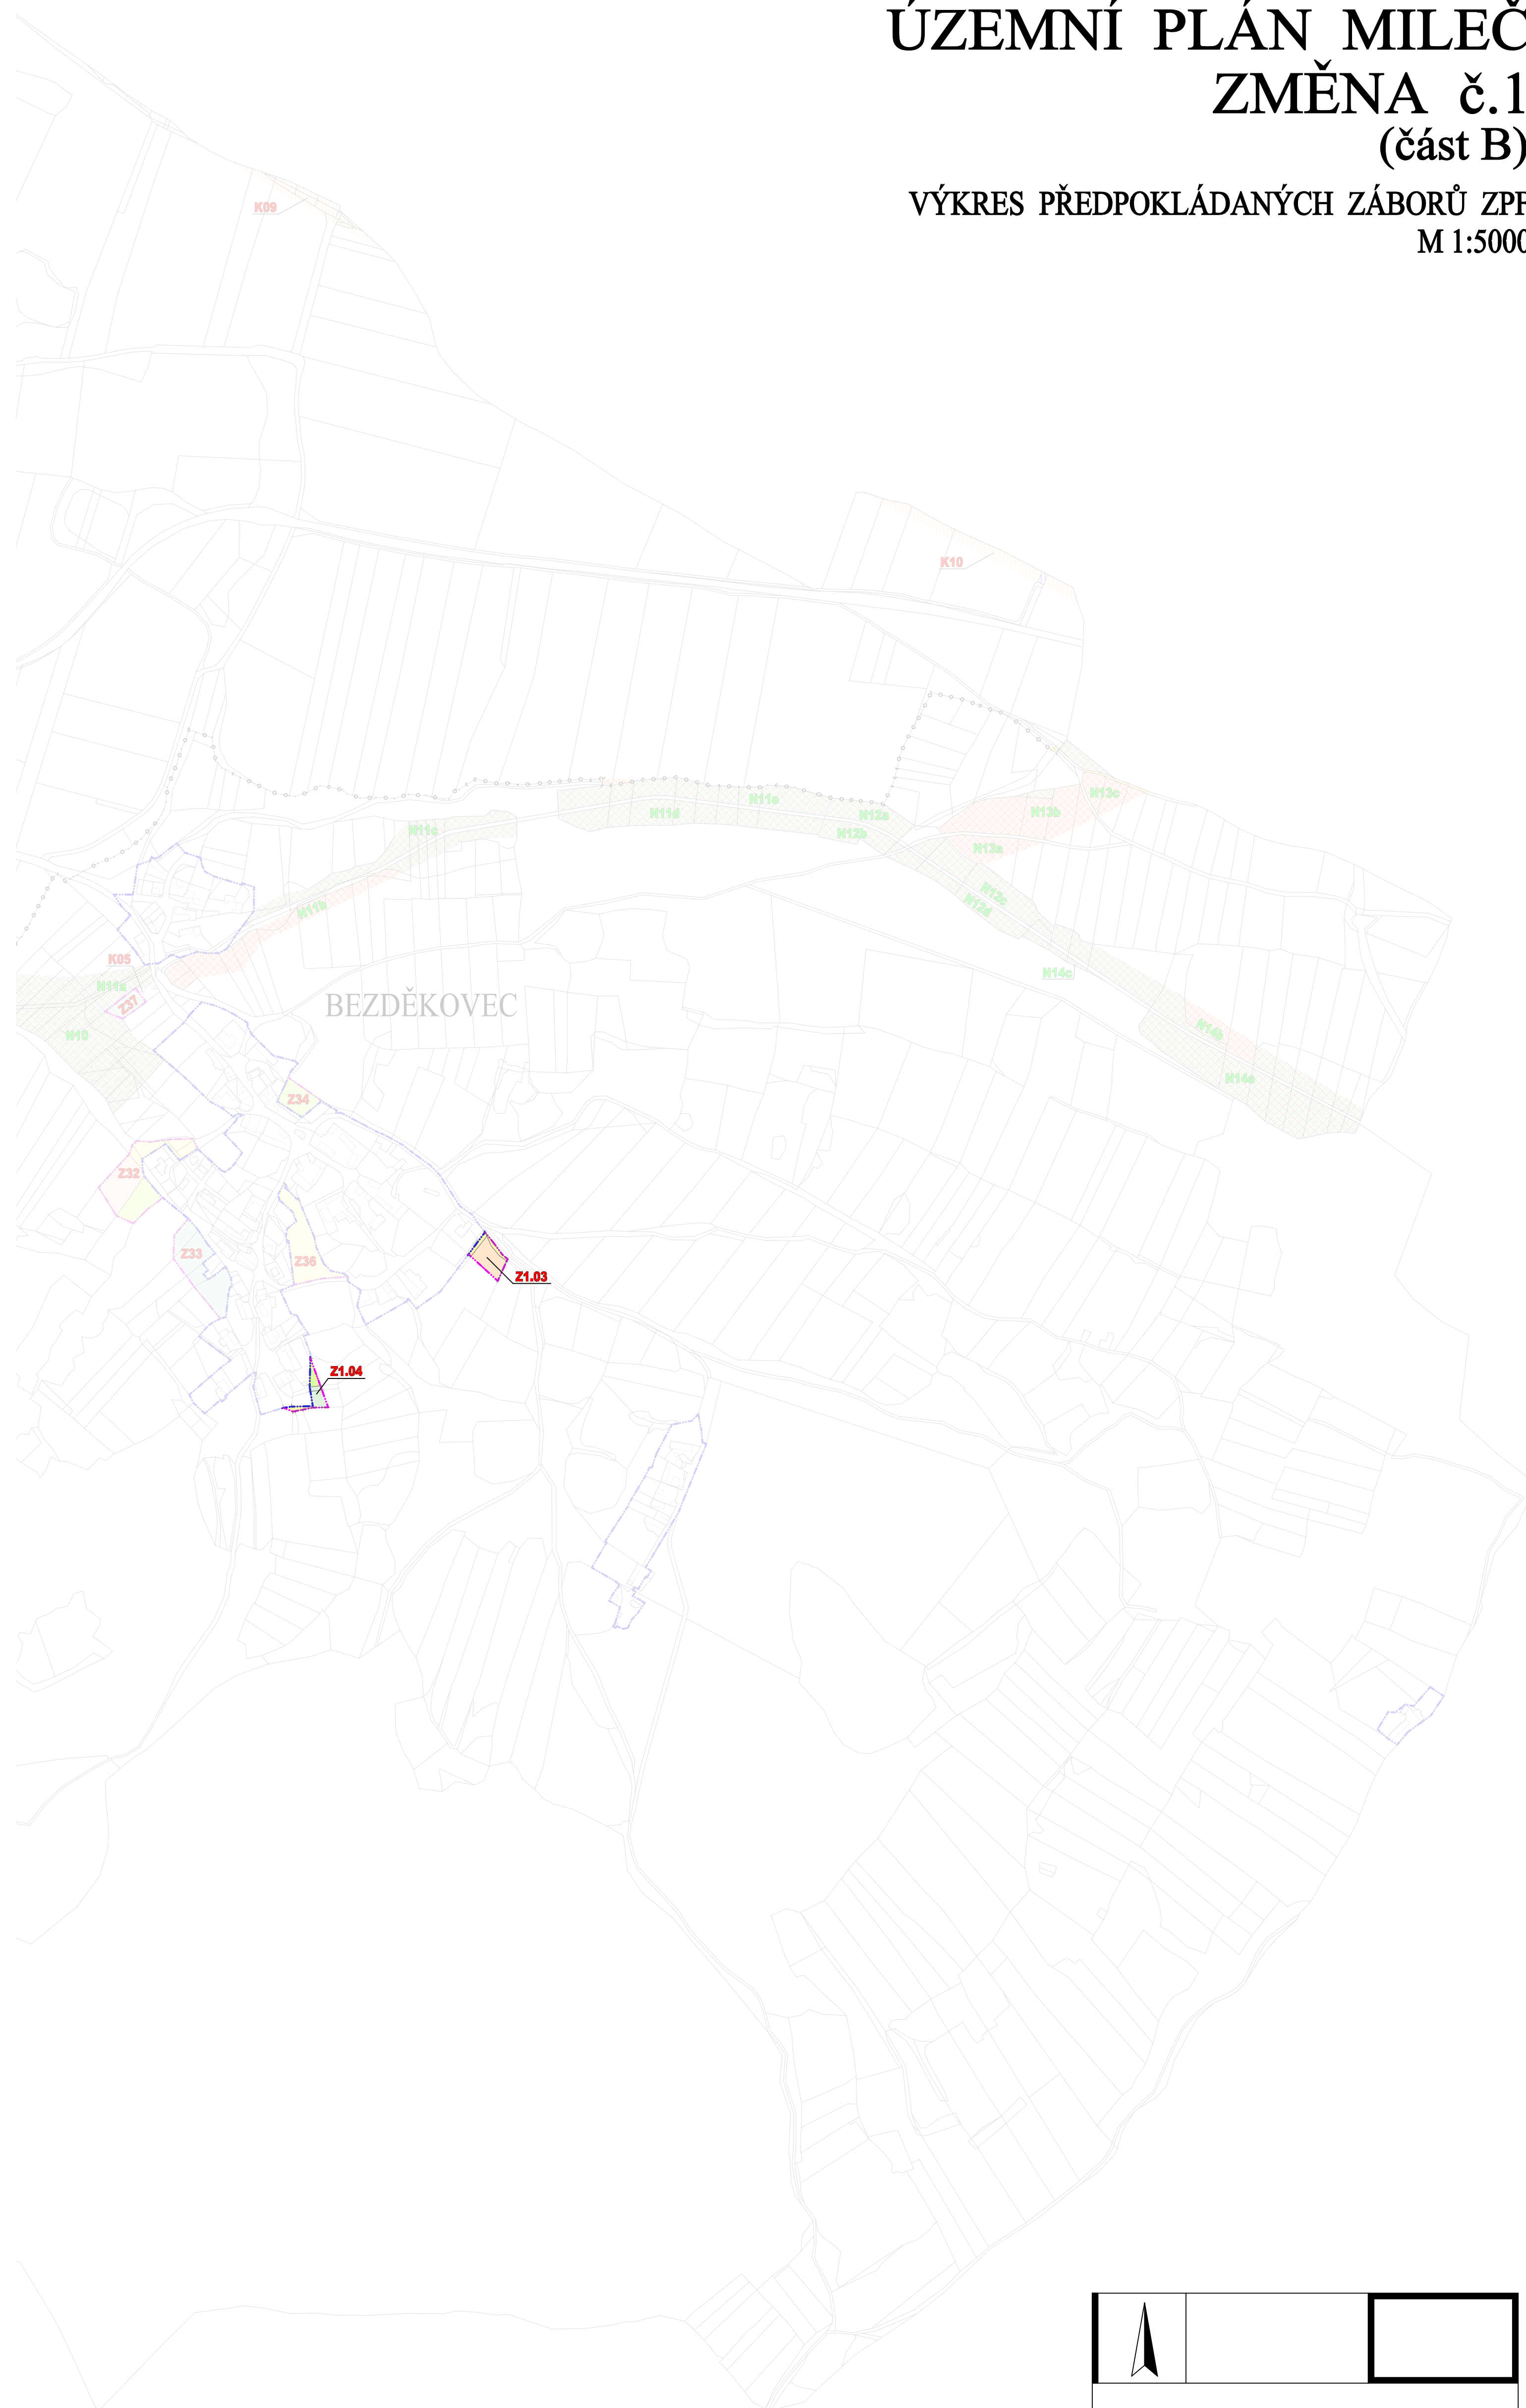 ÚZEMNÍ PLÁN MILEČ
ZMĚNA č.1
(část B)
VÝKRES PŘEDPOKLÁDANÝCH ZÁBORŮ ZPF
M 1:5000
K09
K10
N11e
N13c
N13b
N11d
N12a
N11c
N12b
N13a
N12c
N11b
N12d
K05
N14c
N11a
Z37
BEZDĚKOVEC
N10
N14b
N14a
Z34
Z32
Z33
Z36
Z1.03
Z1.04